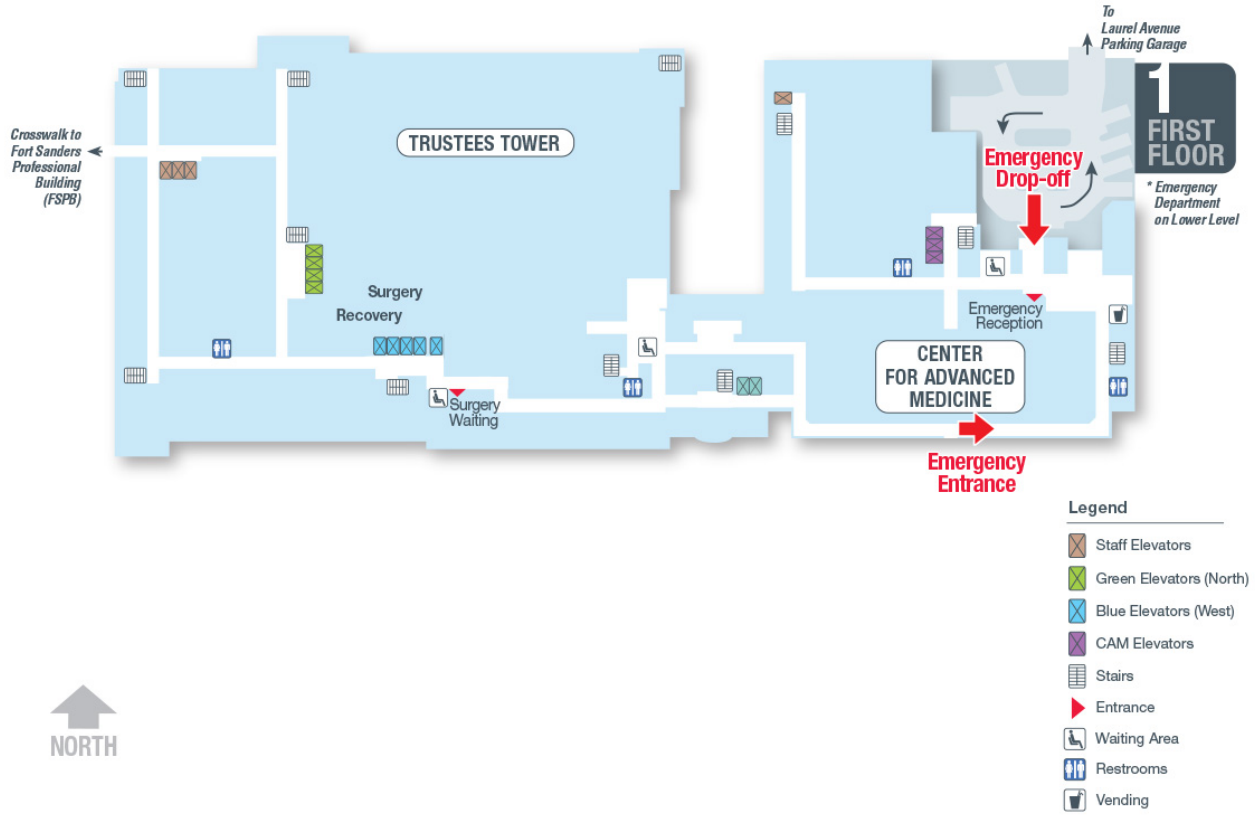 To
Laurel Avenue
Parking Garage
1
FIRST
FLOOR
* Emergency
Department
on Lower Level
Crosswalk to
Fort Sanders
Professional
Building
(FSPB)
TRUSTEES TOWER
Emergency
Drop-off
Surgery
Recovery
Emergency
Reception
CENTER
FOR ADVANCED
MEDICINE
Surgery
Waiting
Emergency
Entrance
Legend
Staff Elevators
Green Elevators (North)
Blue Elevators (West)
CAM Elevators
Stairs
Entrance
Waiting Area
Restrooms
Vending
NORTH